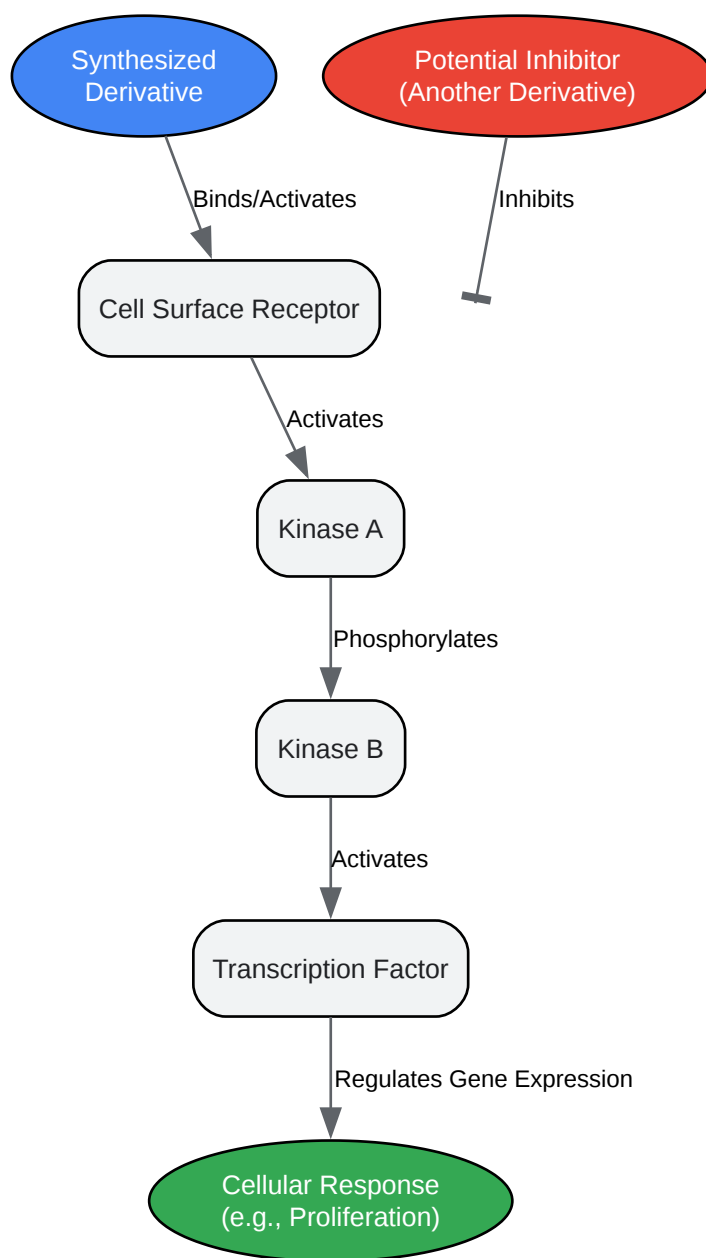 Synthesized
Derivative
Potential Inhibitor
(Another Derivative)
Binds/Activates
Inhibits
Cell Surface Receptor
Activates
Kinase A
Phosphorylates
Kinase B
Activates
Transcription Factor
Regulates Gene Expression
Cellular Response
(e.g., Proliferation)